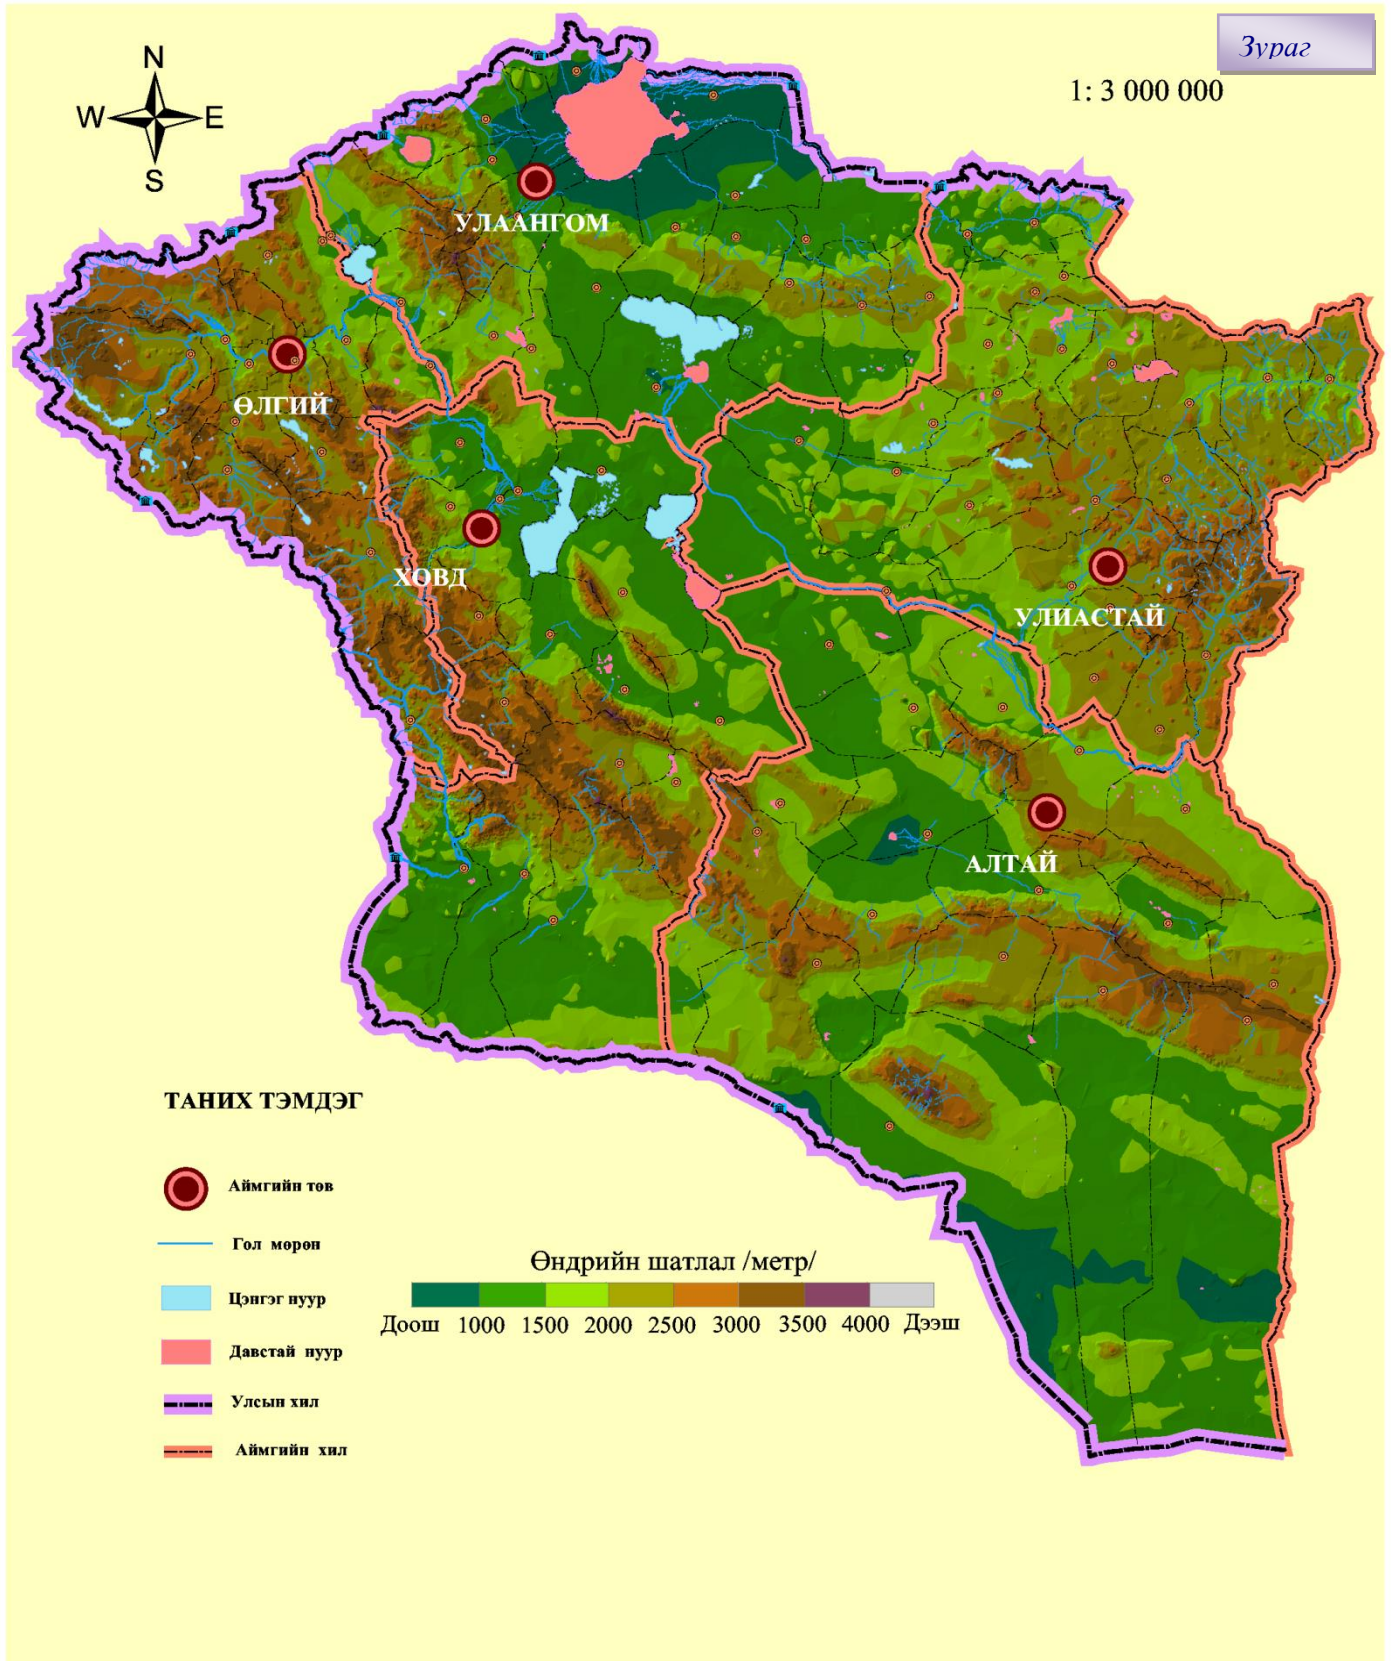 Зураг
N
W E
S
1: 3 000 000
УЛААНГОМ
ӨЛГИЙ
ХОВД
УЛИАСТАЙ
АЛТАЙ
ТАНИХ ТЭМДЭГ
Аймгийн төв
Гол мөрөн
Цэнгэг нуур
Давстай нуур
Улсын хил
Аймгийн хил
Өндрийн шатлал /метр/
Доош 1000 1500 2000 2500 3000 3500 4000 Дээш